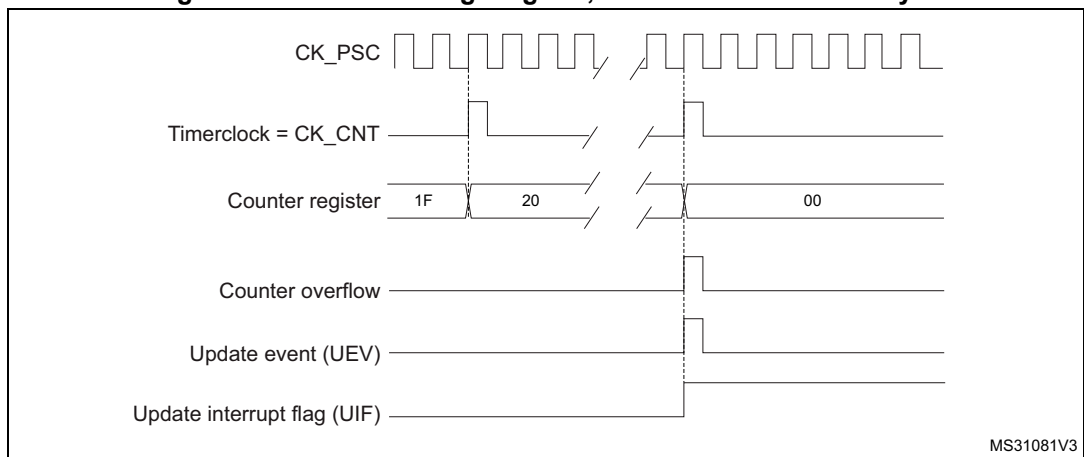 CK_PSC
Timerclock = CK_CNT
Counter register 1F 20 00
Counter overflow
Update event (UEV)
Update interrupt flag (UIF)
MS31081V3